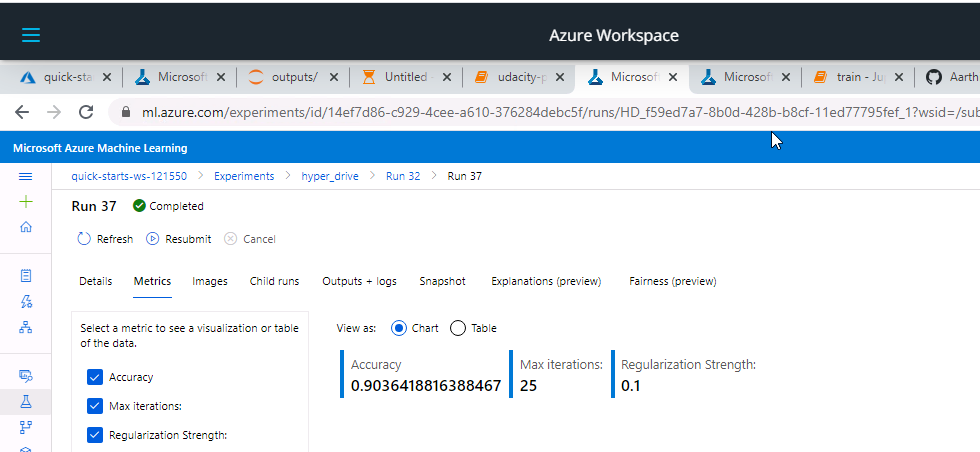 Azure Workspace
quick-sta
Microsoft
outputs/
Untitled -
udacity-p
Microsof
Microsof
train - Ju
Aarth
ml.azure.com/experiments/id/14ef7d86-c929-4cee-a610-376284debc5f/runs/HD_f59ed7a7-8b0d-428b-b8cf-11ed77795fef_1?wsid=/sub
Microsoft Azure Machine Learning
quick-starts-ws-121550 > Experiments > hyper_drive > Run 32 > Run 37
Run 37 Completed
Refresh Resubmit Cancel
Details Metrics Images Child runs Outputs + logs Snapshot Explanations (preview) Fairness (preview)
Select a metric to see a visualization or table
of the data.
Accuracy
Max iterations:
Regularization Strength:
View as: Chart Table
Accuracy
0.9036418816388467
Max iterations:
25
Regularization Strength:
0.1